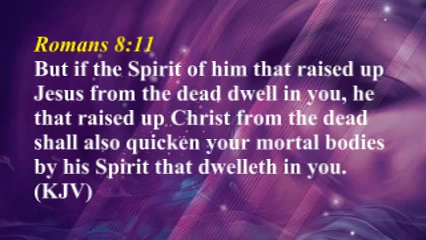 Romans 8:11
But if the Spirit of him that raised up
Jesus from the dead dwell in you, he
that raised up Christ from the dead
shall also quicken your mortal bodies
by his Spirit that dwelleth in you.
(KJV)